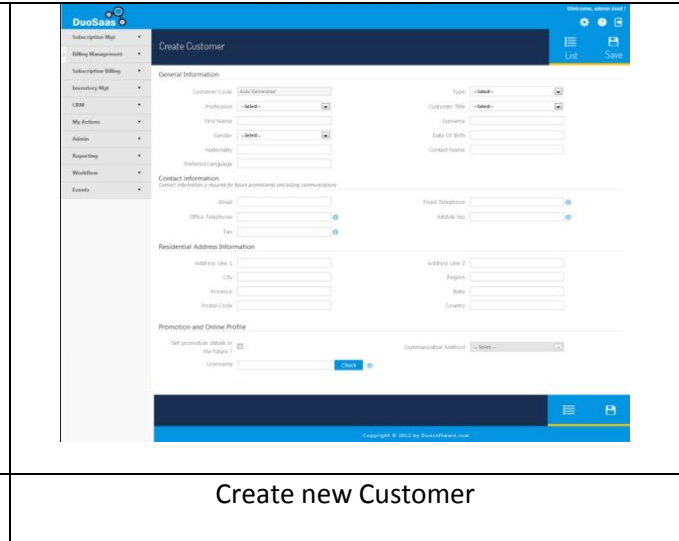 Welcome, admin duat !
DuoSaas
Subscription Mgt
Billing Management
Subscription Billing
Inventory Mgt
CRM
My Actions
Admin
Reporting
Workflow
Events
Create Customer
List
Save
General Information
Customer Code Auto Generated
Type --Select--
Profession --Select--
Customer Title --Select--
First Name
Surname
Gender --Select--
Date Of Birth
Nationality
Contact Name
Preferred Language
Contact information
Contact information is required for future promotional and billing communications
Email
Fixed Telephone
Office Telephone
Mobile No
Fax
Residential Address Information
Address Line 1
Address Line 2
City
Region
Province
State
Postal Code
Country
Promotion and Online Profile
Get promotion details in
the future ?
Communication Method -- Select --
Username
Check
Copyright © 2012 by Duosoftware.com
Create new Customer